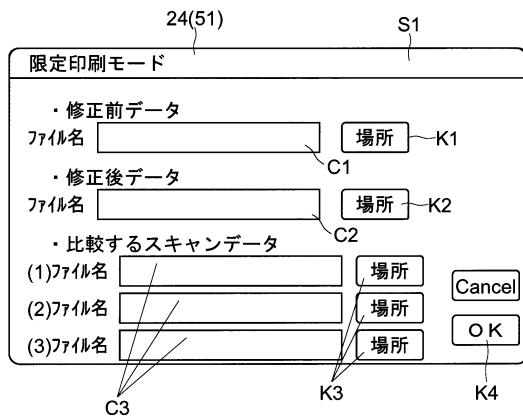 24(51)
S1
限定印刷モード
・修正前データ
ファイル名
場所
K1
C1
・修正後データ
ファイル名
場所
K2
C2
・比較するスキャンデータ
(1)ファイル名
場所
(2)ファイル名
場所
Cancel
(3)ファイル名
場所
OK
C3
K3
K4